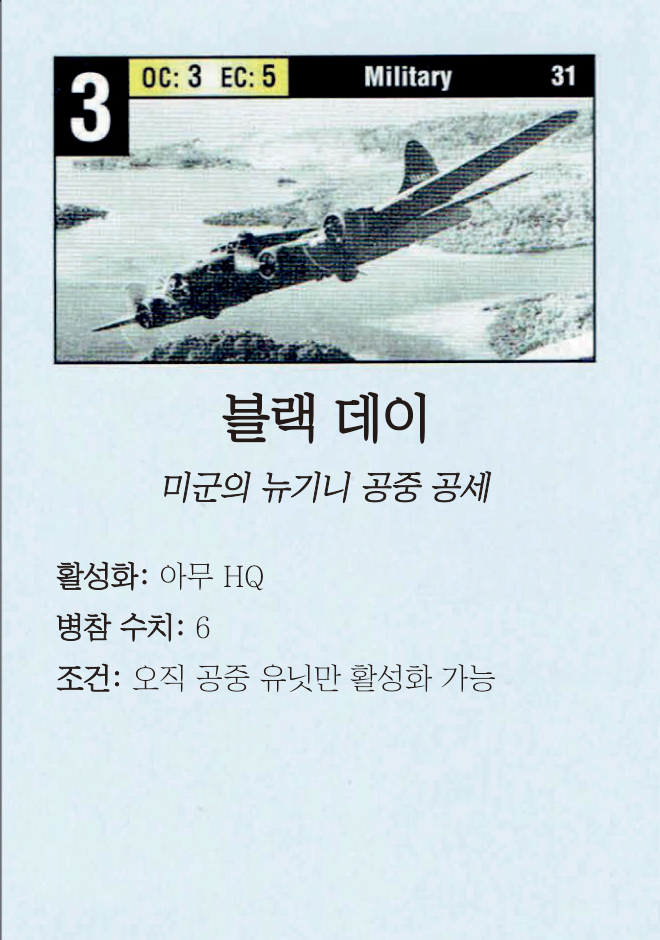 3 OC: 3 EC: 5 Military 31
블랙 데이
미군의 뉴기니 공중 공세
활성화: 아무 HQ
병참 수치: 6
조건: 오직 공중 유닛만 활성화 가능